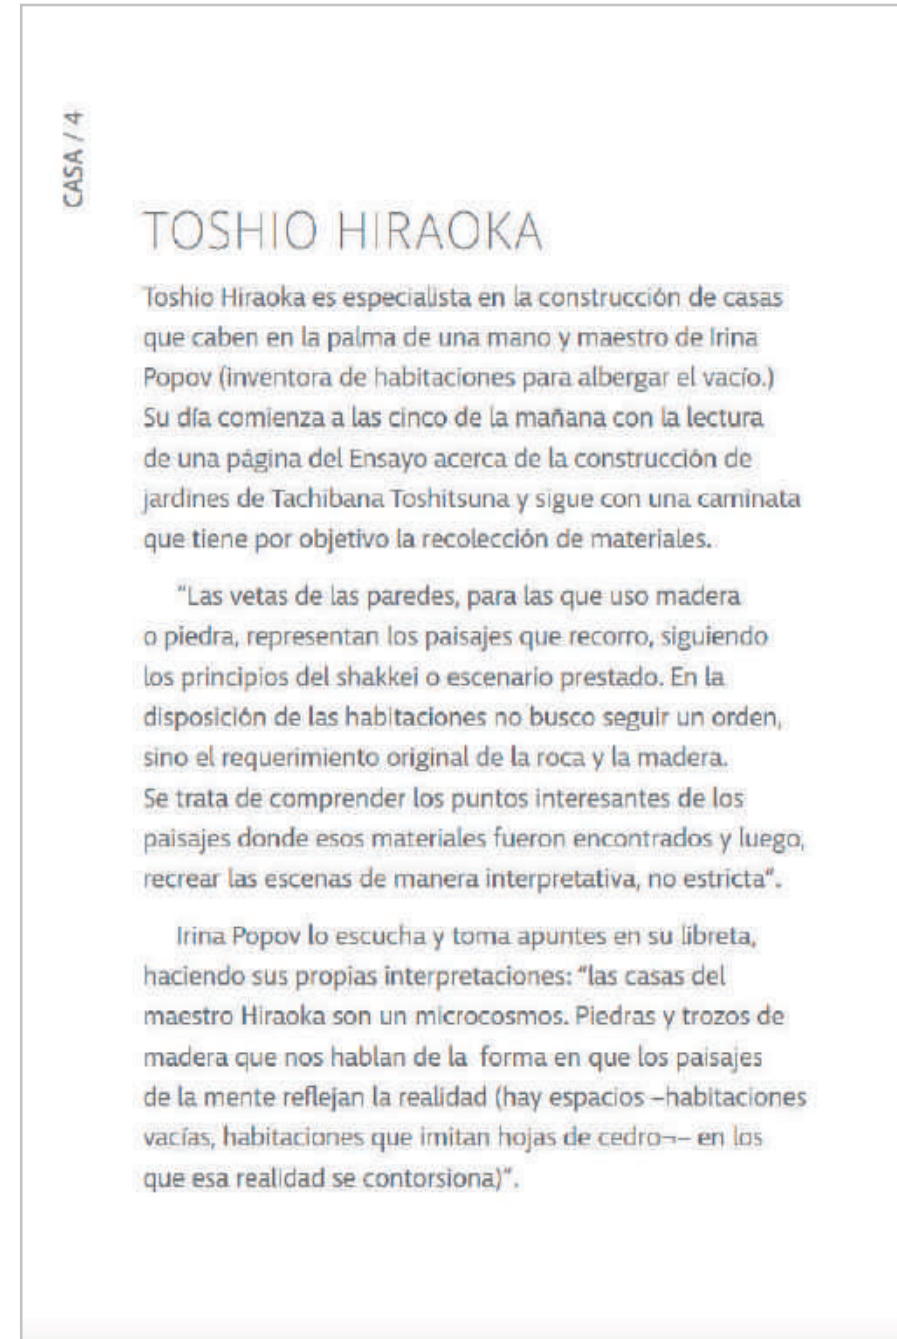 CASA / 4
TOSHIO HIRAOKA
Toshio Hiraoka es especialista en la construcción de casas
que caben en la palma de una mano y maestro de Irina
Popov (inventora de habitaciones para albergar el vacío.)
Su día comienza a las cinco de la mañana con la lectura
de una página del Ensayo acerca de la construcción de
jardines de Tachibana Toshitsuna y sigue con una caminata
que tiene por objetivo la recolección de materiales.
“Las vetas de las paredes, para las que uso madera
o piedra, representan los paisajes que recorro, siguiendo
los principios del shakkei o escenario prestado. En la
disposición de las habitaciones no busco seguir un orden,
sino el requerimiento original de la roca y la madera.
Se trata de comprender los puntos interesantes de los
paisajes donde esos materiales fueron encontrados y luego,
recrear las escenas de manera interpretativa, no estricta”.
Irina Popov lo escucha y toma apuntes en su libreta,
haciendo sus propias interpretaciones: “las casas del
maestro Hiraoka son un microcosmos. Piedras y trozos de
madera que nos hablan de la  forma en que los paisajes
de la mente reflejan la realidad (hay espacios –habitaciones
vacías, habitaciones que imitan hojas de cedro¬– en los
que esa realidad se contorsiona)”.